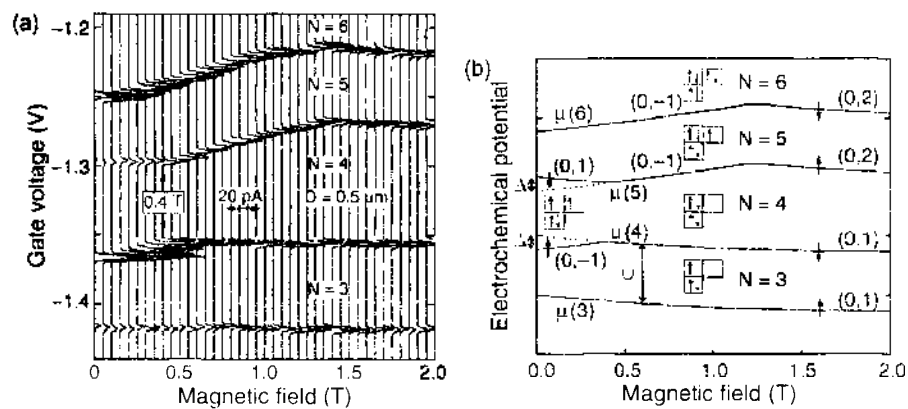 (a)
Gate voltage (V)
−1.2
−1.3
−1.4
N = 6
N = 5
N = 4
0.4 T
20 pA
D = 0.5 µm
N = 3
0
0.5
1.0
1.5
2.0
Magnetic field (T)
(b)
Electrochemical potential
N = 6
µ(6)
(0,−1)
(0,2)
N = 5
(0,1)
(0,−1)
(0,2)
µ(5)
N = 4
µ(4)
(0,−1)
(0,1)
U
N = 3
µ(3)
(0,1)
0.0
0.5
1.0
1.5
2.0
Magnetic field (T)